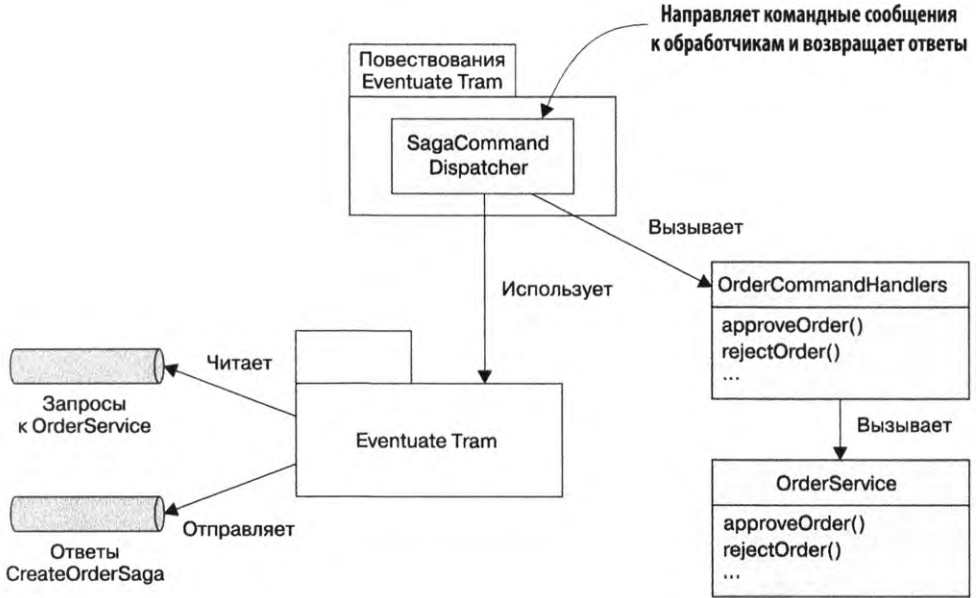 Направляет командные сообщения
к обработчикам и возвращает ответы
Повествования
Eventuate Tram
SagaCommand
Dispatcher
Вызывает
Использует
OrderCommandHandlers
approveOrder()
rejectOrder()
...
Читает
Запросы
к OrderService
Eventuate Tram
Вызывает
Отправляет
Ответы
CreateOrderSaga
OrderService
approveOrder()
rejectOrder()
...